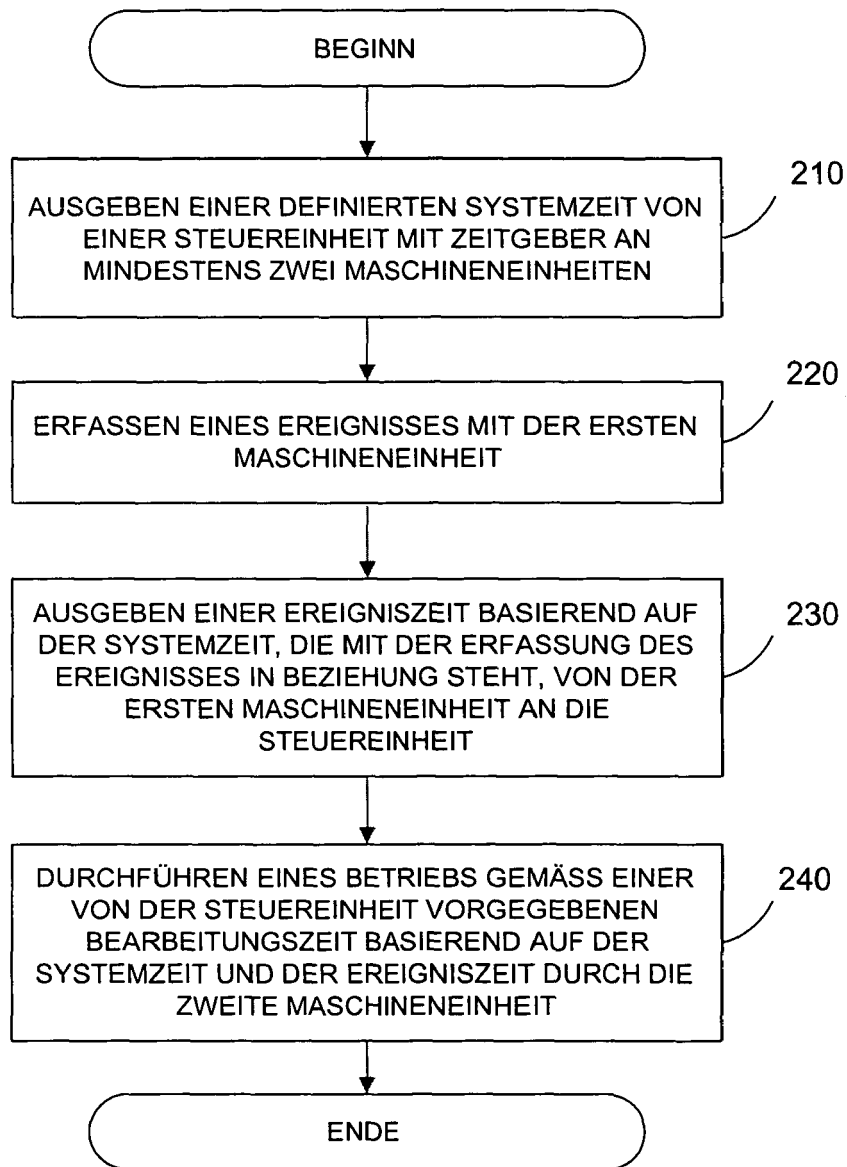 BEGINN
210
AUSGEBEN EINER DEFINIERTEN SYSTEMZEIT VON
EINER STEUEREINHEIT MIT ZEITGEBER AN
MINDESTENS ZWEI MASCHINENEINHEITEN
220
ERFASSEN EINES EREIGNISSES MIT DER ERSTEN
MASCHINENEINHEIT
230
AUSGEBEN EINER EREIGNISZEIT BASIEREND AUF
DER SYSTEMZEIT, DIE MIT DER ERFASSUNG DES
EREIGNISSES IN BEZIEHUNG STEHT, VON DER
ERSTEN MASCHINENEINHEIT AN DIE
STEUEREINHEIT
240
DURCHFÜHREN EINES BETRIEBS GEMÄSS EINER
VON DER STEUEREINHEIT VORGEGEBENEN
BEARBEITUNGSZEIT BASIEREND AUF DER
SYSTEMZEIT UND DER EREIGNISZEIT DURCH DIE
ZWEITE MASCHINENEINHEIT
ENDE